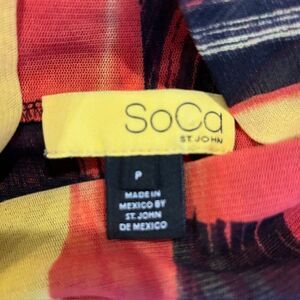 SoCa
ST. JOHN
P
MADE IN
MEXICO BY
ST. JOHN
DE MEXICO